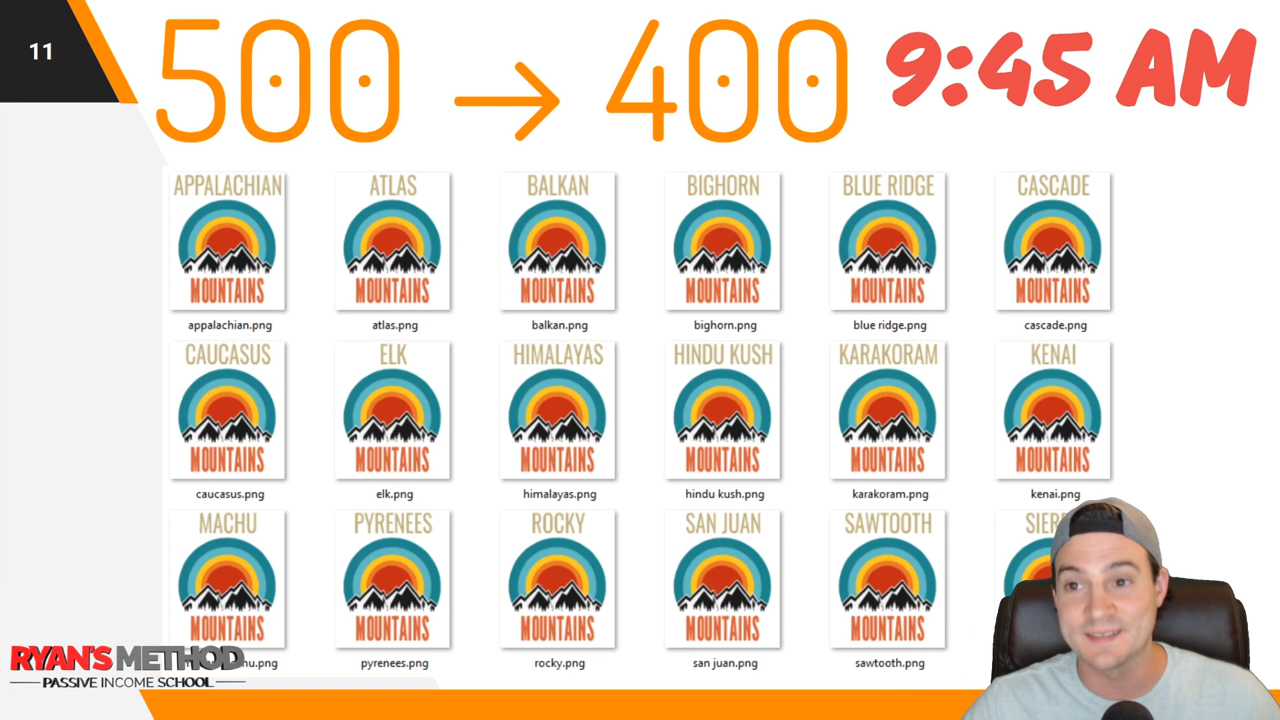 11
500 → 400
9:45 AM
APPALACHIAN
MOUNTAINS
appalachian.png
ATLAS
MOUNTAINS
atlas.png
BALKAN
MOUNTAINS
balkan.png
BIGHORN
MOUNTAINS
bighorn.png
BLUE RIDGE
MOUNTAINS
blue ridge.png
CASCADE
MOUNTAINS
cascade.png
CAUCASUS
MOUNTAINS
caucasus.png
ELK
MOUNTAINS
elk.png
HIMALAYAS
MOUNTAINS
himalayas.png
HINDU KUSH
MOUNTAINS
hindu kush.png
KARAKORAM
MOUNTAINS
karakoram.png
KENAI
MOUNTAINS
kenai.png
MACHU
MOUNTAINS
PYRENEES
MOUNTAINS
pyrenees.png
ROCKY
MOUNTAINS
rocky.png
SAN JUAN
MOUNTAINS
san juan.png
SAWTOOTH
MOUNTAINS
sawtooth.png
RYAN'S METHOD
PASSIVE INCOME SCHOOL